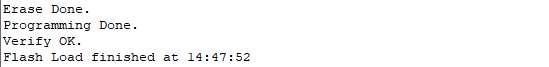 Erase Done.
Programming Done.
Verify OK.
Flash Load finished at 14:47:52